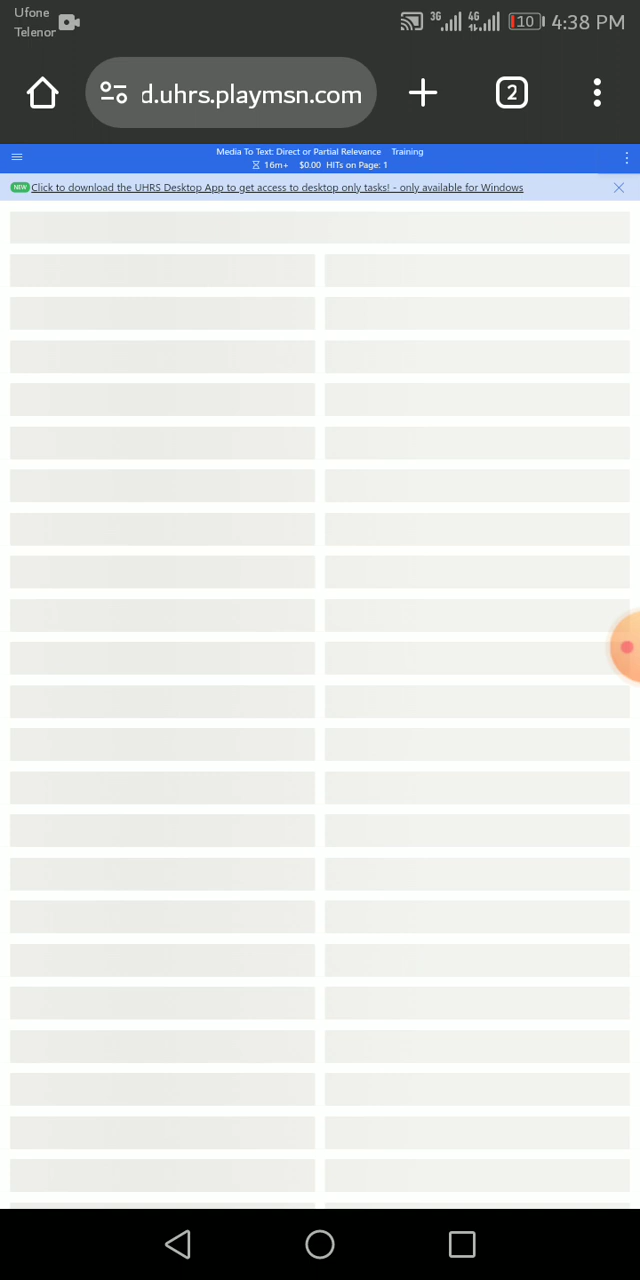 Ufone
Telenor
3G 4G 10 4:38 PM
d.uhrs.playmsn.com 2
Media To Text: Direct or Partial Relevance Training
16m+ $0.00 HITs on Page: 1
NEW Click to download the UHRS Desktop App to get access to desktop only tasks! - only available for Windows